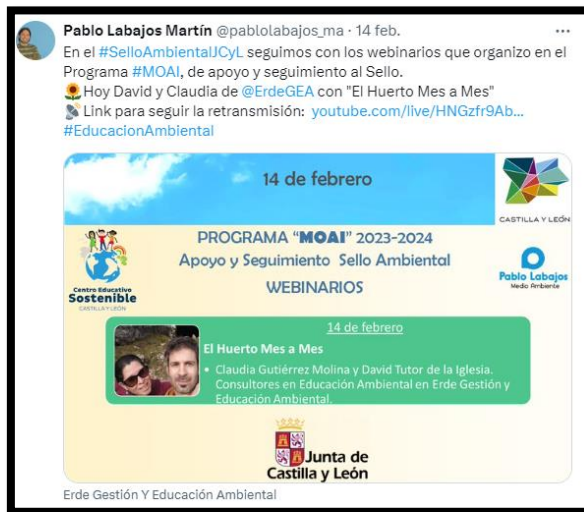 Pablo Labajos Martín @pablolabajos_ma · 14 feb.
En el #SelloAmbientalJCyL seguimos con los webinarios que organizo en el
Programa #MOAI, de apoyo y seguimiento al Sello.
🌻Hoy David y Claudia de @ErdeGEA con "El Huerto Mes a Mes"
📡Link para seguir la retransmisión: youtube.com/live/HNGzfr9Ab...
#EducacionAmbiental
14 de febrero
CASTILLA Y LEÓN
PROGRAMA “MOAI” 2023-2024
Apoyo y Seguimiento Sello Ambiental
WEBINARIOS
Centro Educativo
Sostenible
CASTILLA Y LEÓN
Pablo Labajos
Medio Ambiente
14 de febrero
El Huerto Mes a Mes
• Claudia Gutiérrez Molina y David Tutor de la Iglesia.
Consultores en Educación Ambiental en Erde Gestión y
Educación Ambiental.
Junta de
Castilla y León
Erde Gestión Y Educación Ambiental